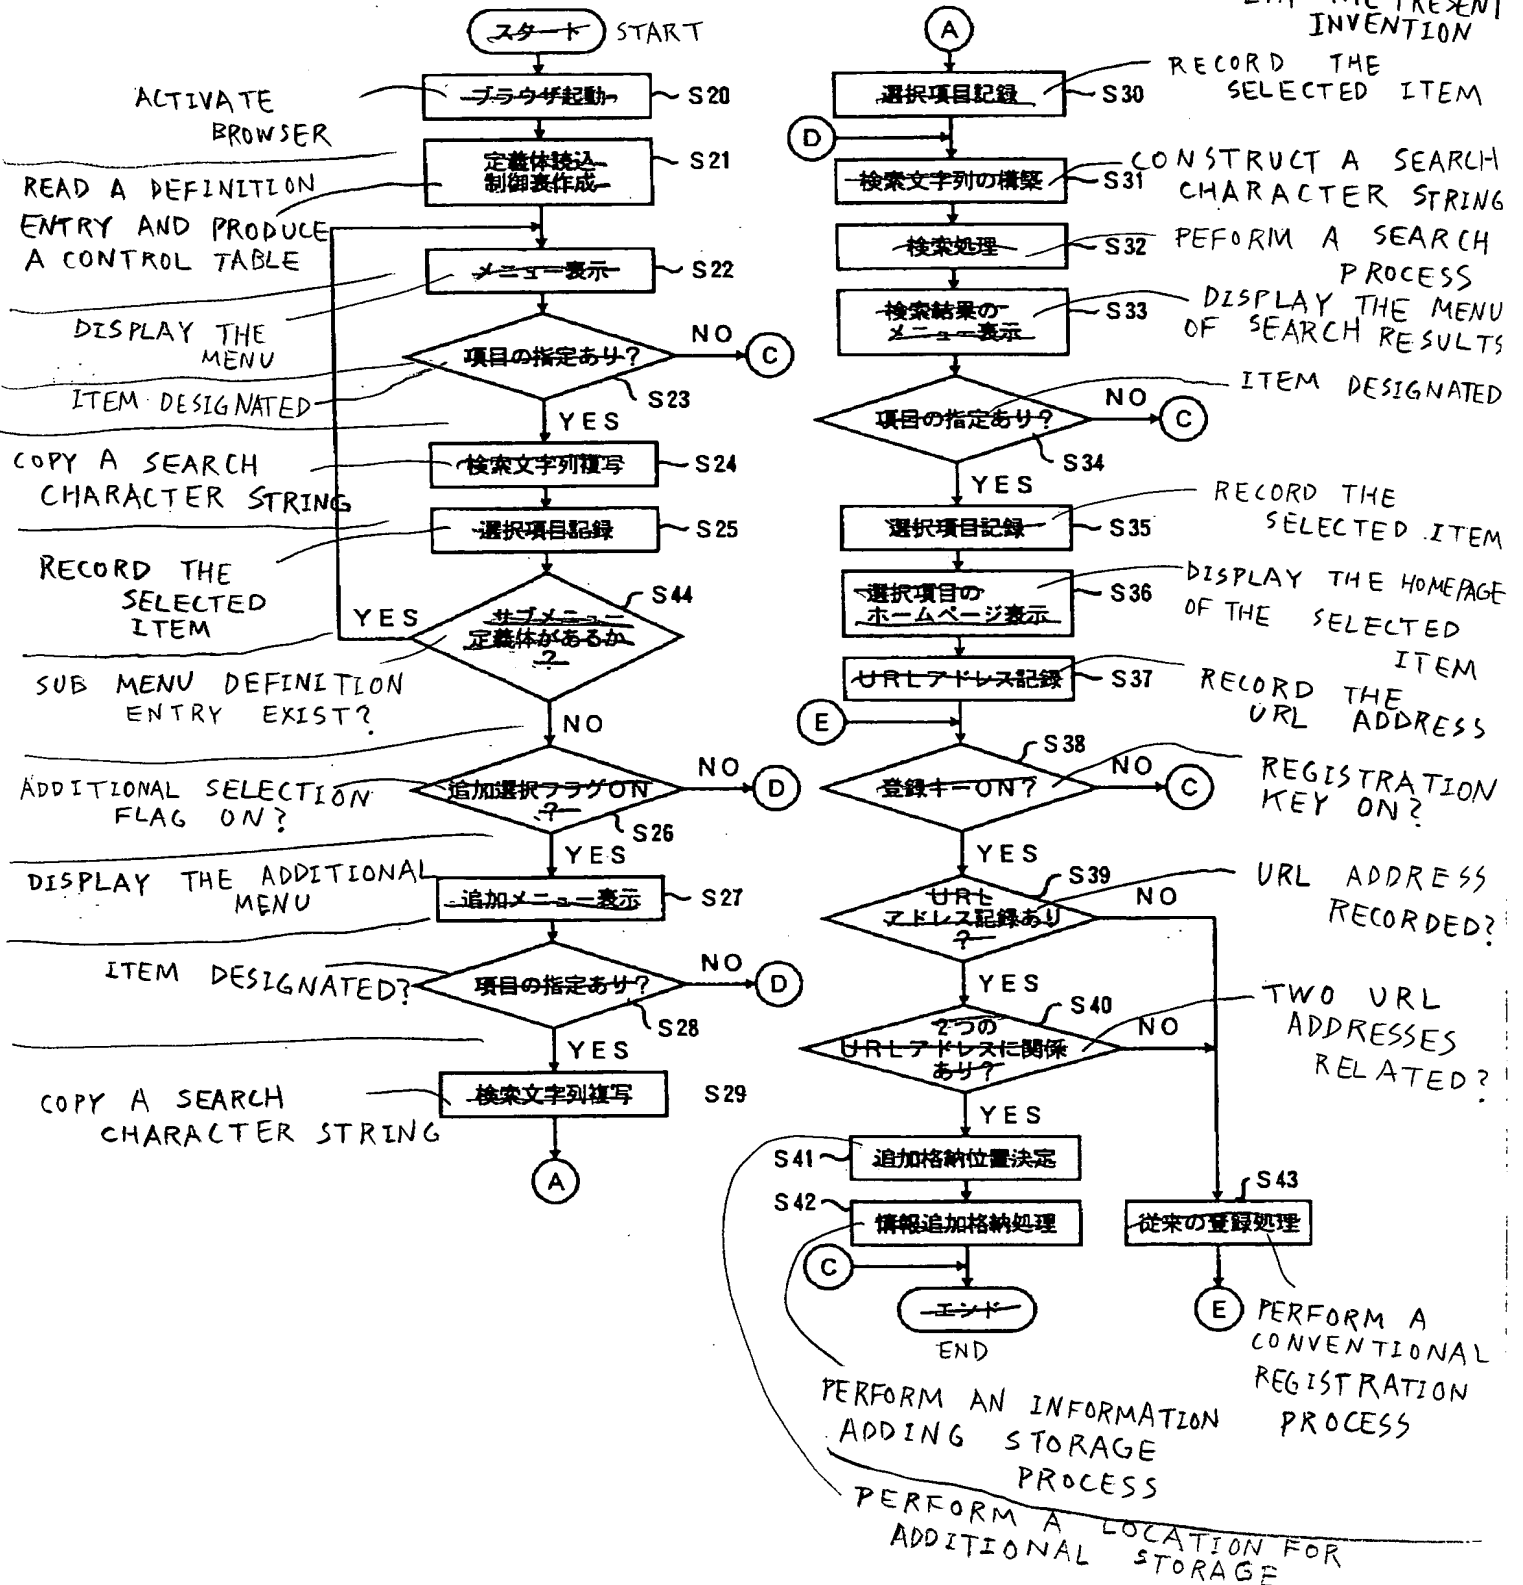 スタート START
ACTIVATE
BROWSER
ブラウザ起動 S20
READ A DEFINITION
ENTRY AND PRODUCE
A CONTROL TABLE
定義体読込 S21
制御表作成
メニュー表示 S22
DISPLAY THE
MENU
項目の指定あり? NO C
S23
ITEM DESIGNATED
YES
COPY A SEARCH
CHARACTER STRING
検索文字列複写 S24
選択項目記録 S25
RECORD THE
SELECTED
ITEM
S44
YES サブメニュー
定義体があるか
?
SUB MENU DEFINITION
ENTRY EXIST?
NO
ADDITIONAL SELECTION
FLAG ON?
追加選択フラグON NO D
?
S26
YES
DISPLAY THE ADDITIONAL
MENU
追加メニュー表示 S27
ITEM DESIGNATED?
項目の指定あり? NO D
S28
YES
COPY A SEARCH
CHARACTER STRING
検索文字列複写 S29
A
THE PRESENT
INVENTION
A
選択項目記録 S30
RECORD THE
SELECTED ITEM
D
検索文字列の構築 S31
CONSTRUCT A SEARCH
CHARACTER STRING
検索処理 S32
PEFORM A SEARCH
PROCESS
検索結果の S33
メニュー表示
DISPLAY THE MENU
OF SEARCH RESULTS
項目の指定あり? NO C
S34
ITEM DESIGNATED
YES
選択項目記録 S35
RECORD THE
SELECTED ITEM
選択項目の S36
ホームページ表示
DISPLAY THE HOMEPAGE
OF THE SELECTED
ITEM
URLアドレス記録 S37
RECORD THE
URL ADDRESS
E
S38
登録キーON? NO C
REGISTRATION
KEY ON?
YES
S39
URL
アドレス記録あり
?
NO
URL ADDRESS
RECORDED?
YES
S40
2つの
URLアドレスに関係
あり?
NO
TWO URL
ADDRESSES
RELATED?
YES
S41 追加格納位置決定
S42 情報追加格納処理
S43
従来の登録処理
C
エンド
END
E
PERFORM A
CONVENTIONAL
REGISTRATION
PROCESS
PERFORM AN INFORMATION
ADDING STORAGE
PROCESS
PERFORM A LOCATION FOR
ADDITIONAL STORAGE